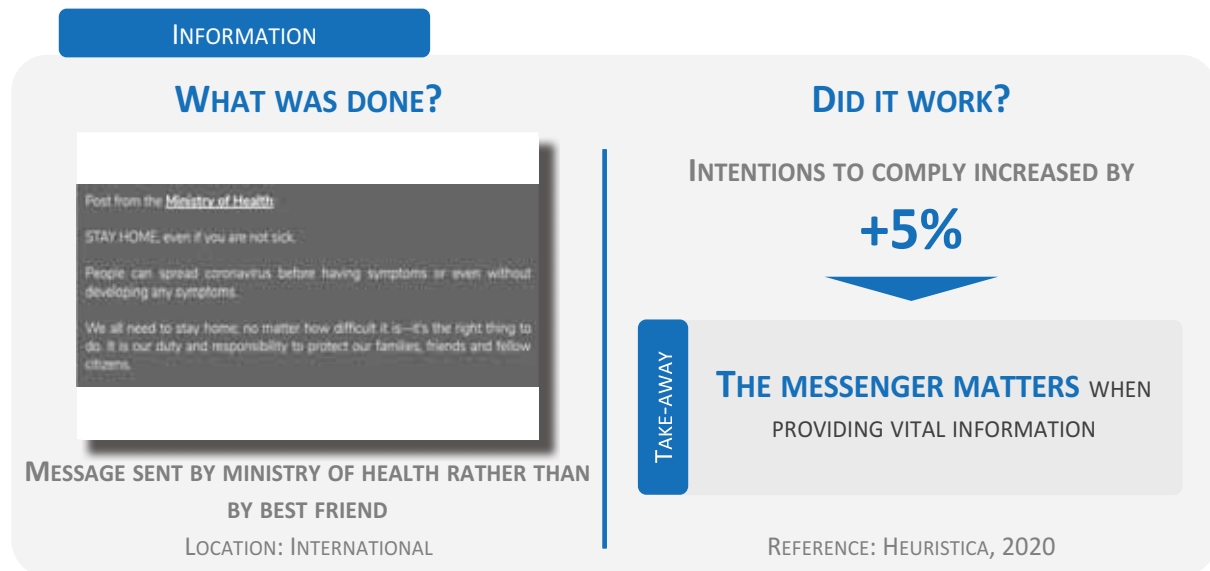 INFORMATION
WHAT WAS DONE?
Post from the Ministry of Health
STAY HOME, even if you are not sick.
People can spread coronavirus before having symptoms or even without
developing any symptoms.
We all need to stay home, no matter how difficult it is—it's the right thing to
do. It is our duty and responsibility to protect our families, friends and fellow
citizens.
MESSAGE SENT BY MINISTRY OF HEALTH RATHER THAN
BY BEST FRIEND
LOCATION: INTERNATIONAL
DID IT WORK?
INTENTIONS TO COMPLY INCREASED BY
+5%
TAKE-AWAY
THE MESSENGER MATTERS WHEN
PROVIDING VITAL INFORMATION
REFERENCE: HEURISTICA, 2020